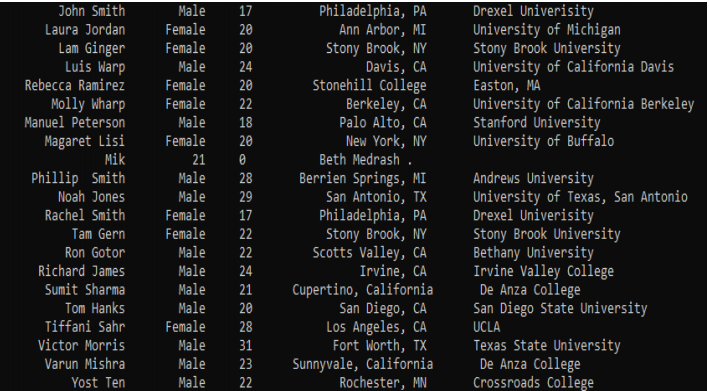 John Smith Male 17 Philadelphia, PA Drexel Univerisity
Laura Jordan Female 20 Ann Arbor, MI University of Michigan
Lam Ginger Female 20 Stony Brook, NY Stony Brook University
Luis Warp Male 24 Davis, CA University of California Davis
Rebecca Ramirez Female 20 Stonehill College Easton, MA
Molly Wharp Female 22 Berkeley, CA University of California Berkeley
Manuel Peterson Male 18 Palo Alto, CA Stanford University
Magaret Lisi Female 20 New York, NY University of Buffalo
Mik 21 0 Beth Medrash .
Phillip  Smith Male 28 Berrien Springs, MI Andrews University
Noah Jones Male 29 San Antonio, TX University of Texas, San Antonio
Rachel Smith Female 17 Philadelphia, PA Drexel Univerisity
Tam Gern Female 22 Stony Brook, NY Stony Brook University
Ron Gotor Male 22 Scotts Valley, CA Bethany University
Richard James Male 24 Irvine, CA Irvine Valley College
Sumit Sharma Male 21 Cupertino, California De Anza College
Tom Hanks Male 20 San Diego, CA San Diego State University
Tiffani Sahr Female 28 Los Angeles, CA UCLA
Victor Morris Male 31 Fort Worth, TX Texas State University
Varun Mishra Male 23 Sunnyvale, California De Anza College
Yost Ten Male 22 Rochester, MN Crossroads College